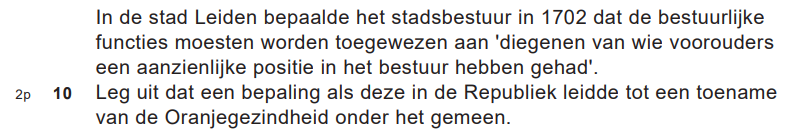 In de stad Leiden bepaalde het stadsbestuur in 1702 dat de bestuurlijke
functies moesten worden toegewezen aan 'diegenen van wie voorouders
een aanzienlijke positie in het bestuur hebben gehad'.
2p 10 Leg uit dat een bepaling als deze in de Republiek leidde tot een toename
van de Oranjegezindheid onder het gemeen.